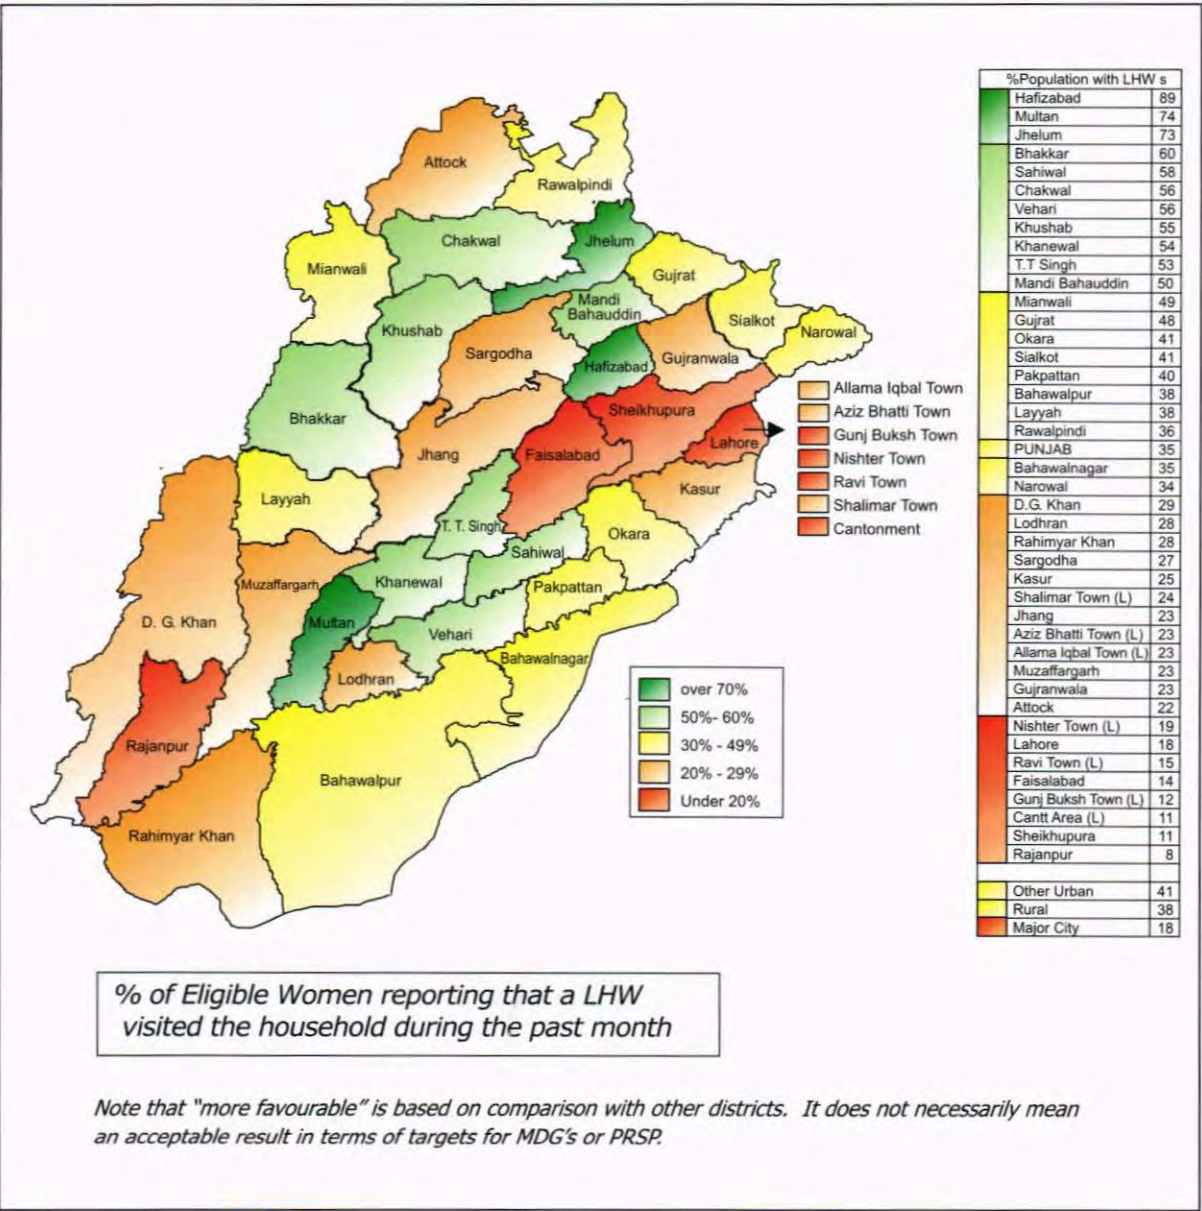 %Population with LHW s
Hafizabad 89
Multan 74
Jhelum 73
Bhakkar 60
Sahiwal 58
Chakwal 56
Vehari 56
Khushab 55
Khanewal 54
T.T Singh 53
Mandi Bahauddin 50
Mianwali 49
Gujrat 48
Okara 41
Sialkot 41
Pakpattan 40
Bahawalpur 38
Layyah 38
Rawalpindi 36
PUNJAB 35
Bahawalnagar 35
Narowal 34
D.G. Khan 29
Lodhran 28
Rahimyar Khan 28
Sargodha 27
Kasur 25
Shalimar Town (L) 24
Jhang 23
Aziz Bhatti Town (L) 23
Allama Iqbal Town (L) 23
Muzaffargarh 23
Gujranwala 23
Attock 22
Nishter Town (L) 19
Lahore 18
Ravi Town (L) 15
Faisalabad 14
Gunj Buksh Town (L) 12
Cantt Area (L) 11
Sheikhupura 11
Rajanpur 8
Other Urban 41
Rural 38
Major City 18
Attock
Rawalpindi
Chakwal
Jhelum
Mianwali
Gujrat
Mandi
Bahauddin
Khushab
Sialkot
Narowal
Sargodha
Hafizabad
Gujranwala
Bhakkar
Sheikhupura
Lahore
Jhang
Faisalabad
Kasur
Layyah
T. T. Singh
Okara
Sahiwal
Muzaffargarh
Khanewal
Pakpattan
D. G. Khan
Multan
Vehari
Bahawalnagar
Lodhran
Rajanpur
Bahawalpur
Rahimyar Khan
Allama Iqbal Town
Aziz Bhatti Town
Gunj Buksh Town
Nishter Town
Ravi Town
Shalimar Town
Cantonment
over 70%
50%- 60%
30% - 49%
20% - 29%
Under 20%
% of Eligible Women reporting that a LHW
visited the household during the past month
Note that "more favourable" is based on comparison with other districts. It does not necessarily mean
an acceptable result in terms of targets for MDG's or PRSP.